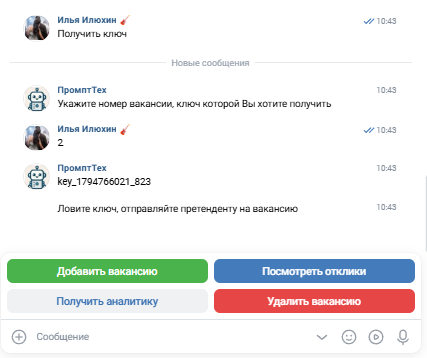 Илья Илюхин 10:43
Получить ключ
Новые сообщения
ПромптТех 10:43
Укажите номер вакансии, ключ которой Вы хотите получить
Илья Илюхин 10:43
2
ПромптТех 10:43
key_1794766021_823
Ловите ключ, отправляйте претенденту на вакансию 10:43
Добавить вакансию Посмотреть отклики
Получить аналитику Удалить вакансию
Сообщение